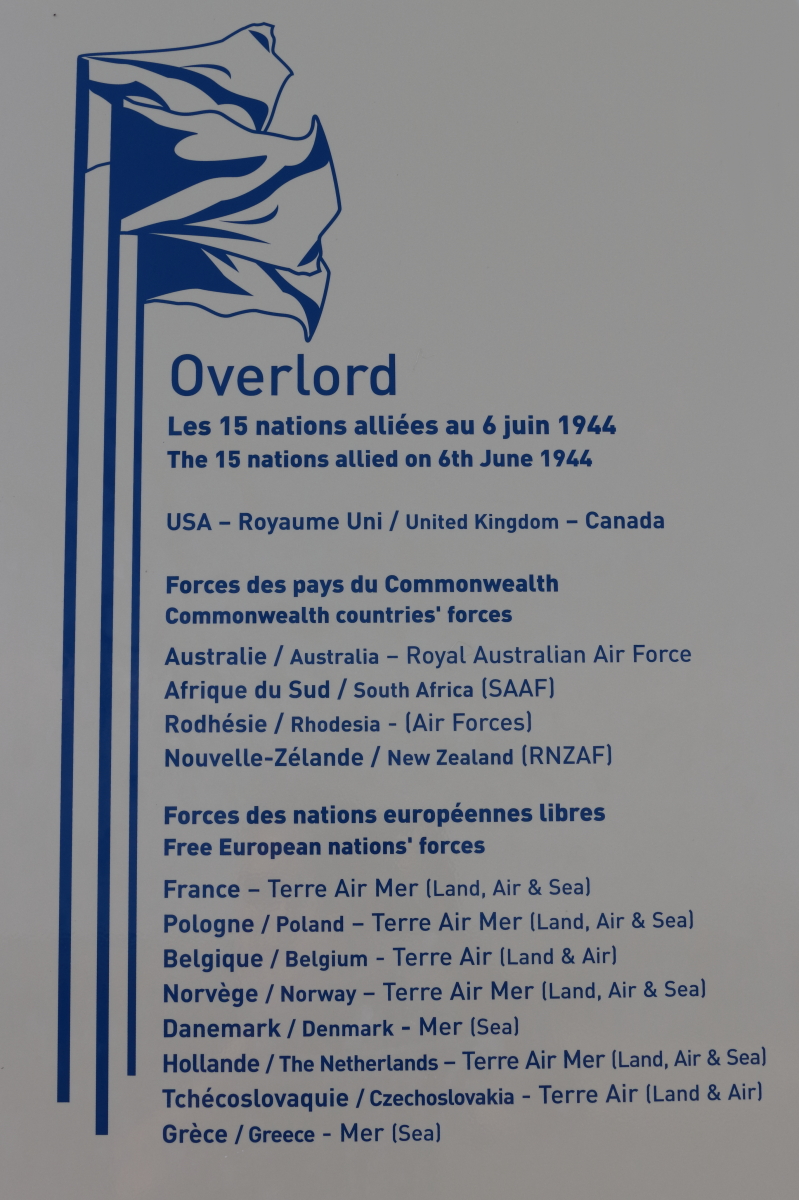 Overlord
Les 15 nations alliées au 6 juin 1944
The 15 nations allied on 6th June 1944
USA – Royaume Uni / United Kingdom – Canada
Forces des pays du Commonwealth
Commonwealth countries' forces
Australie / Australia – Royal Australian Air Force
Afrique du Sud / South Africa (SAAF)
Rodhésie / Rhodesia - (Air Forces)
Nouvelle-Zélande / New Zealand (RNZAF)
Forces des nations européennes libres
Free European nations' forces
France – Terre Air Mer (Land, Air & Sea)
Pologne / Poland – Terre Air Mer (Land, Air & Sea)
Belgique / Belgium - Terre Air (Land & Air)
Norvège / Norway – Terre Air Mer (Land, Air & Sea)
Danemark / Denmark - Mer (Sea)
Hollande / The Netherlands – Terre Air Mer (Land, Air & Sea)
Tchécoslovaquie / Czechoslovakia - Terre Air (Land & Air)
Grèce / Greece - Mer (Sea)